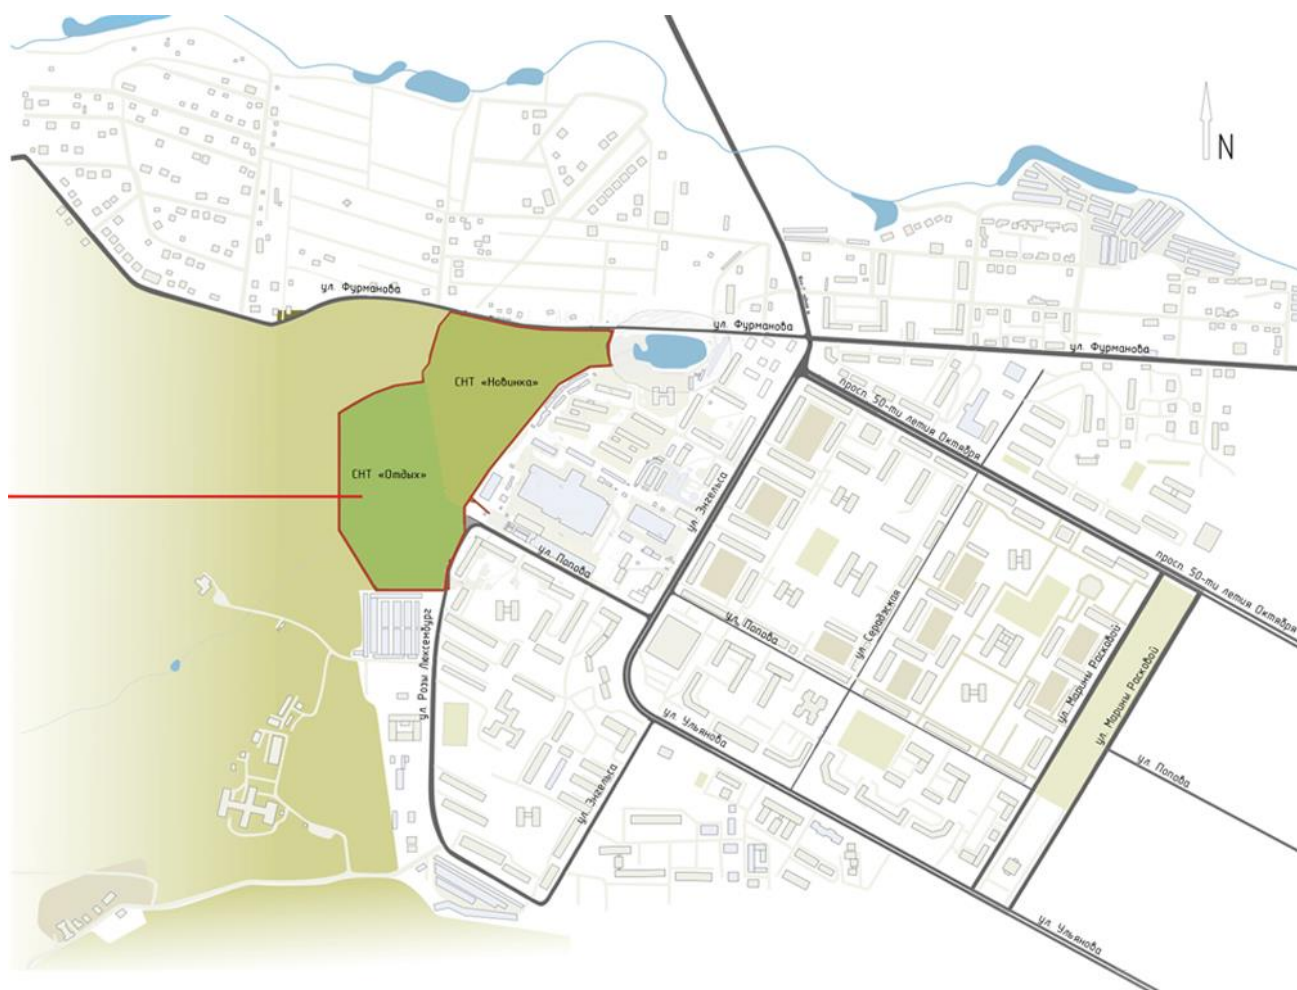 N
ул. Фурманова
ул. Фурманова
ул. Фурманова
СНТ «Новинка»
просп. 50-ти летия Октября
СНТ «Отдых»
ул. Энгельса
ул. Попова
просп. 50-ти летия Октября
ул. Попова
ул. Сераджская
ул. Розы Люксембург
ул. Марины Расковой
ул. Марины Расковой
ул. Ульянова
ул. Попова
ул. Энгельса
ул. Ульянова